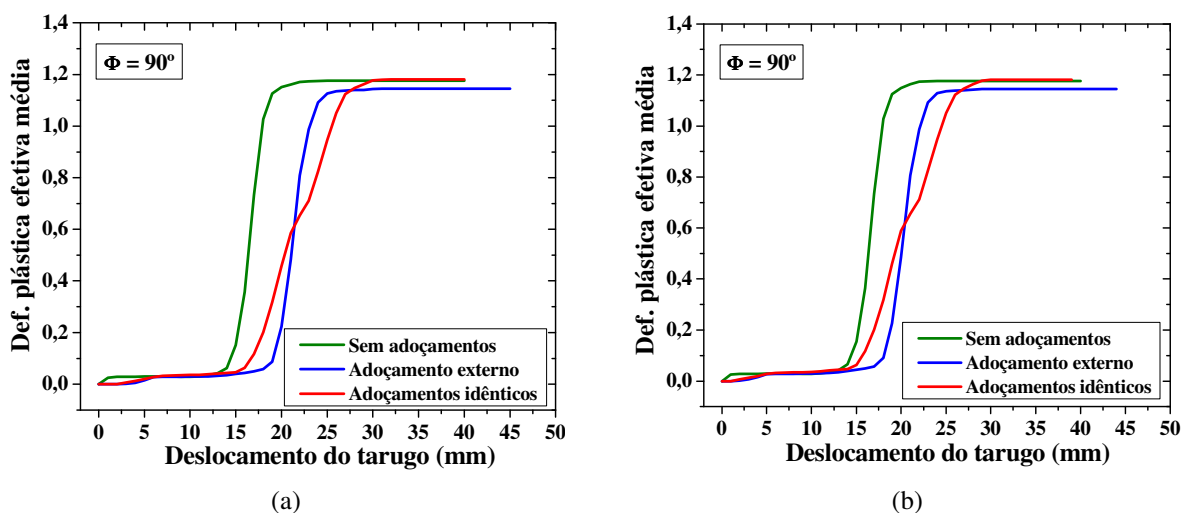 1,4
1,2
1,0
0,8
0,6
0,4
0,2
0,0
Def. plástica efetiva média
Φ = 90º
Sem adoçamentos
Adoçamento externo
Adoçamentos idênticos
0 5 10 15 20 25 30 35 40 45 50
Deslocamento do tarugo (mm)
(a)
1,4
1,2
1,0
0,8
0,6
0,4
0,2
0,0
Def. plástica efetiva média
Φ = 90º
Sem adoçamentos
Adoçamento externo
Adoçamentos idênticos
0 5 10 15 20 25 30 35 40 45 50
Deslocamento do tarugo (mm)
(b)